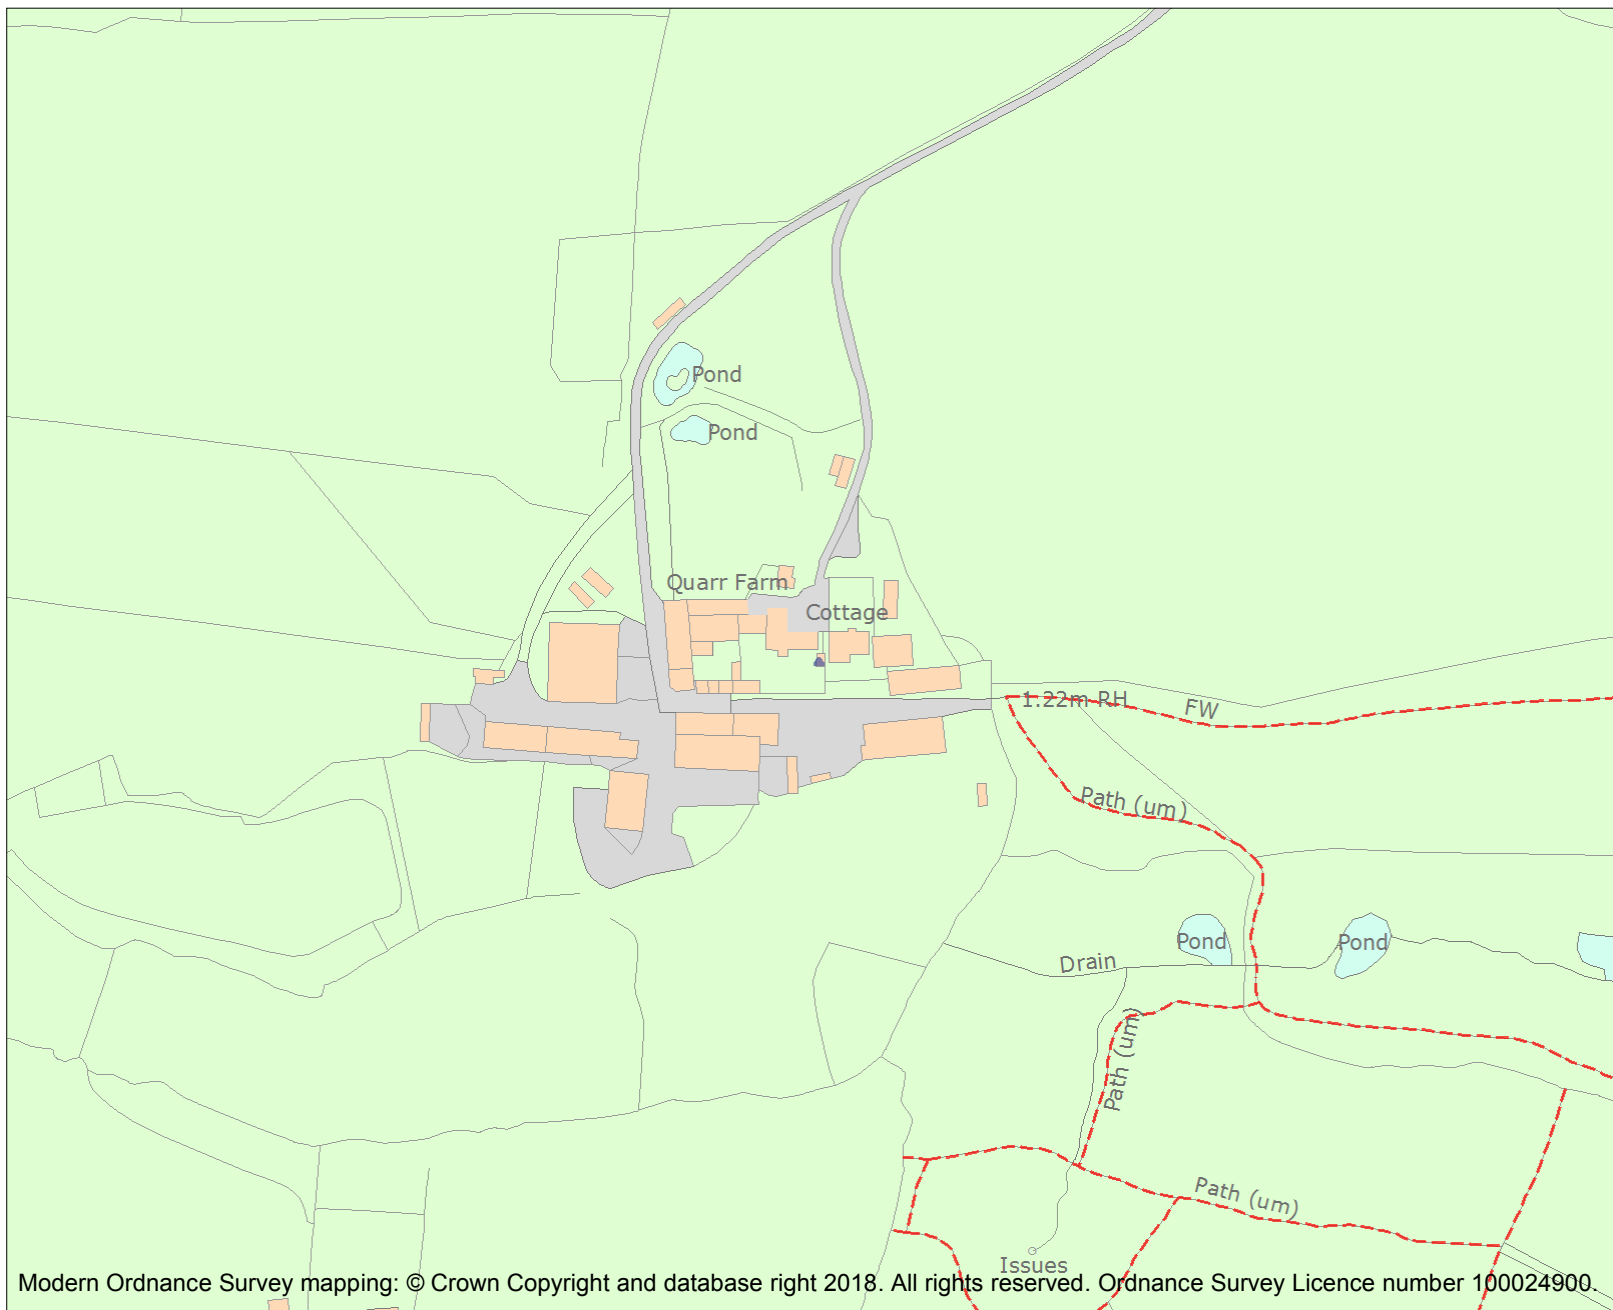 Pond
Pond
Quarr Farm
Cottage
1.22m RH
FW
Path (um)
Pond
Pond
Drain
Path (um)
Path (um)
Issues
Modern Ordnance Survey mapping: © Crown Copyright and database right 2018. All rights reserved. Ordnance Survey Licence number 100024900.